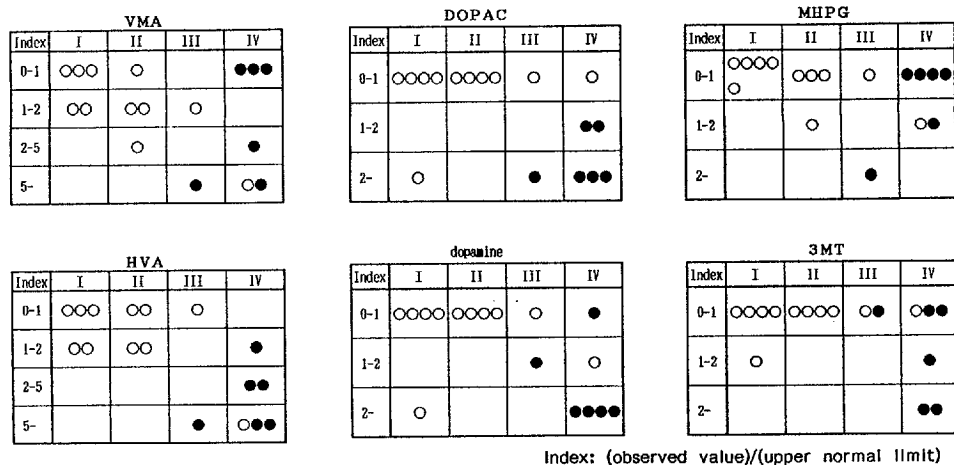 VMA
Index I II III IV
0-1
1-2
2-5
5-
DOPAC
Index I II III IV
0-1
1-2
2-
MHPG
Index I II III IV
0-1
1-2
2-
HVA
Index I II III IV
0-1
1-2
2-5
5-
dopamine
Index I II III IV
0-1
1-2
2-
3MT
Index I II III IV
0-1
1-2
2-
Index: (observed value)/(upper normal limit)